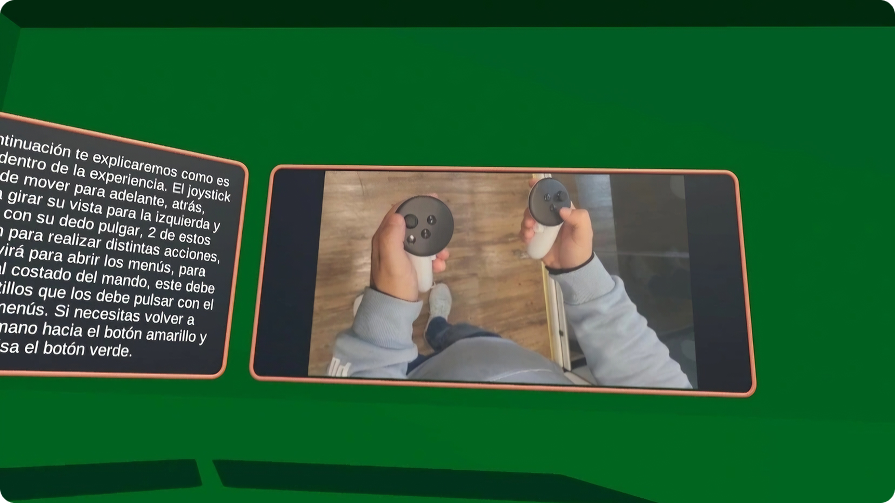 tinuación te explicaremos como es
dentro de la experiencia. El joystick
de mover para adelante, atrás,
girar su vista para la izquierda y
con su dedo pulgar, 2 de estos
para realizar distintas acciones,
virá para abrir los menús, para
al costado del mando, este debe
tillos que los debe pulsar con el
menús. Si necesitas volver a
mano hacia el botón amarillo y
sa el botón verde.